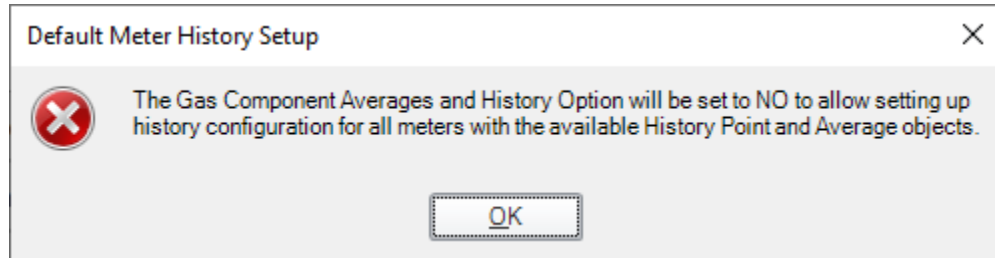 Default Meter History Setup
The Gas Component Averages and History Option will be set to NO to allow setting up
history configuration for all meters with the available History Point and Average objects.
OK